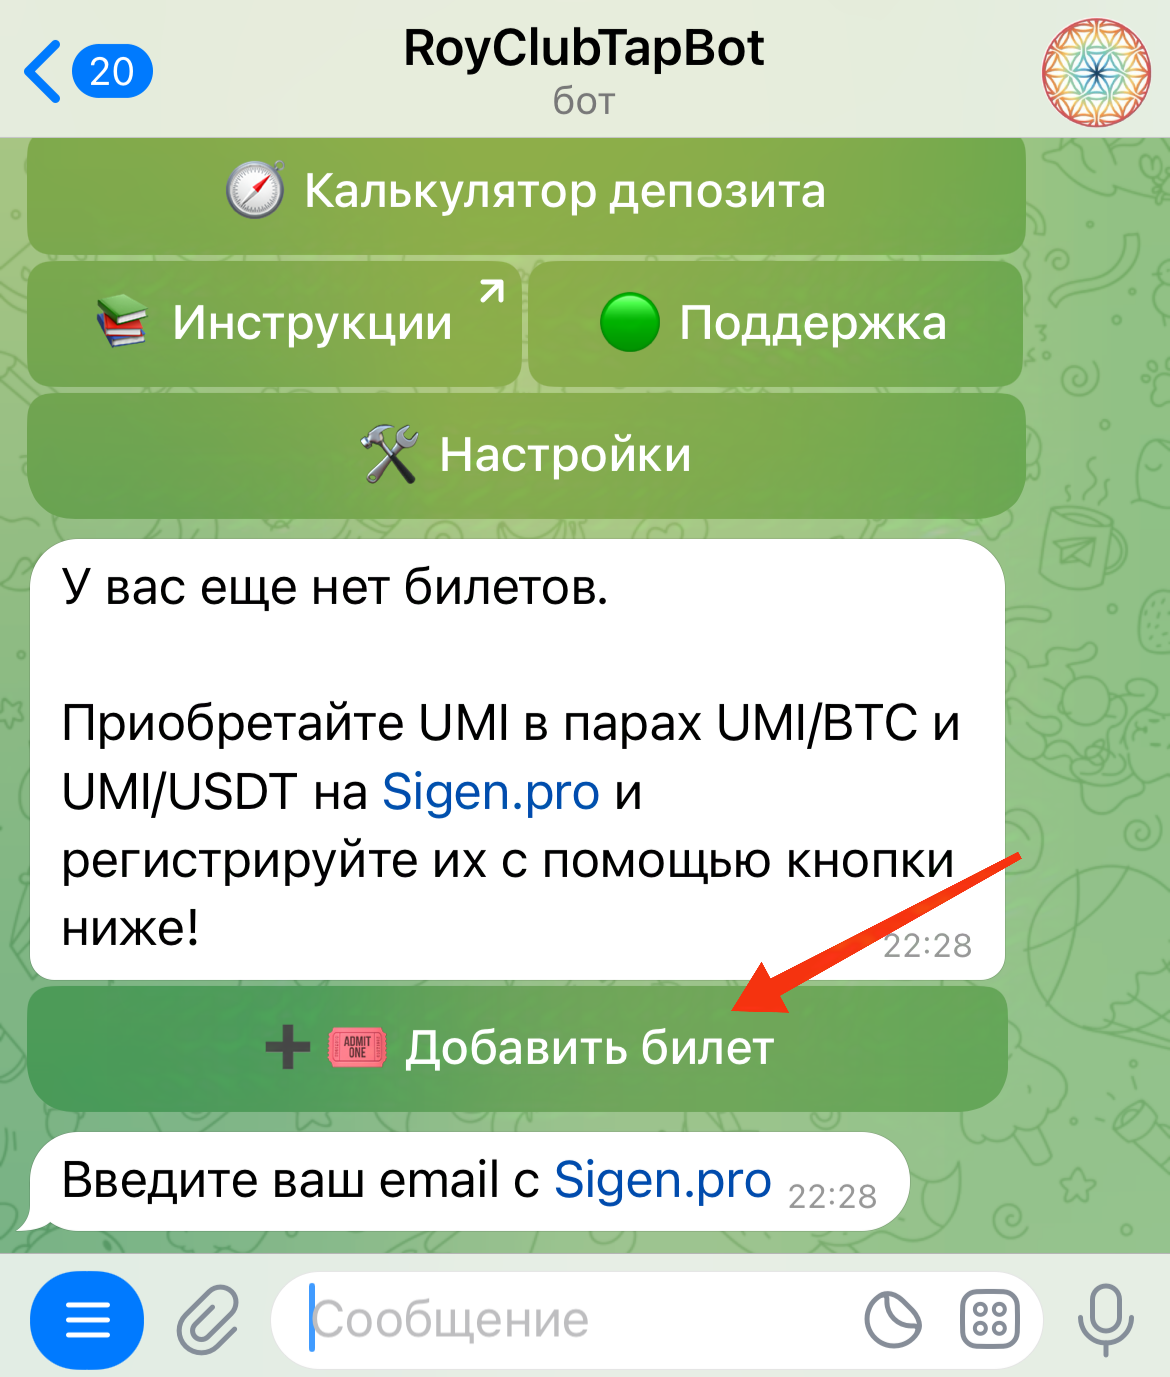 20
RoyClubTapBot
бот
Калькулятор депозита
Инструкции
Поддержка
Настройки
У вас еще нет билетов.
Приобретайте UMI в парах UMI/BTC и
UMI/USDT на Sigen.pro и
регистрируйте их с помощью кнопки
ниже!
22:28
ADMIT
ONE
Добавить билет
Введите ваш email с Sigen.pro 22:28
Сообщение